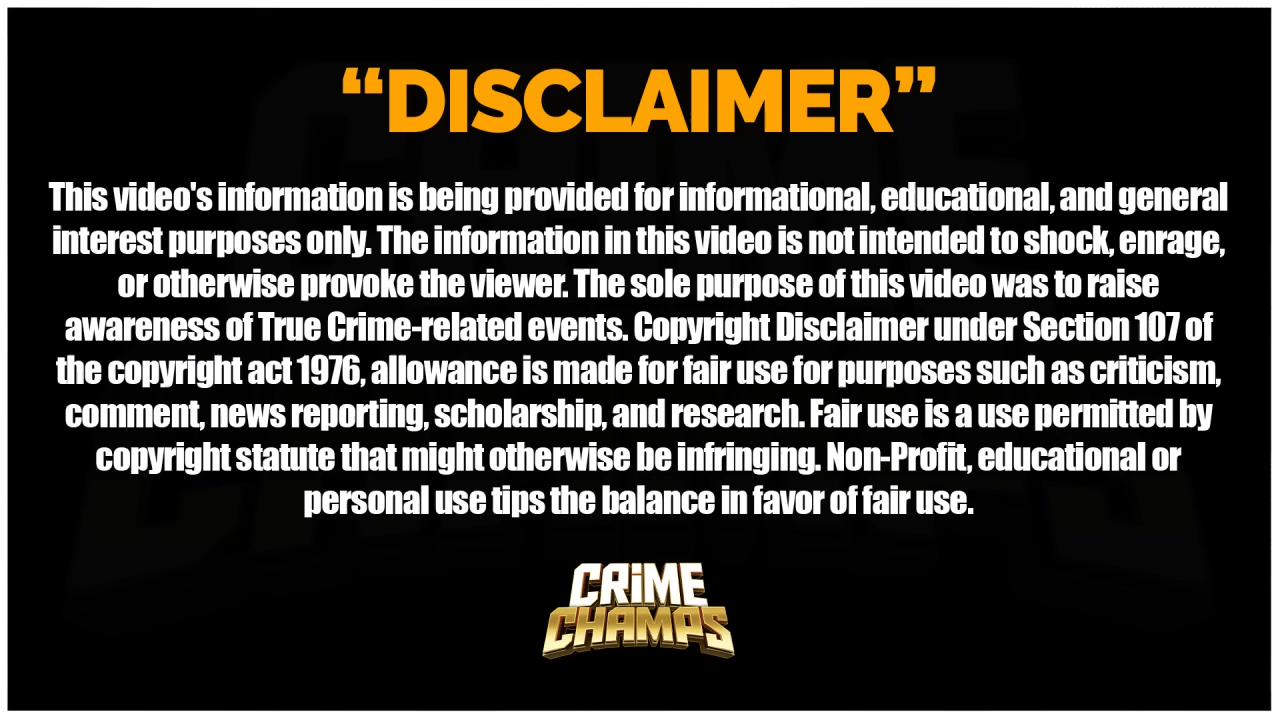 “DISCLAIMER”
This video's information is being provided for informational, educational, and general
interest purposes only. The information in this video is not intended to shock, enrage,
or otherwise provoke the viewer. The sole purpose of this video was to raise
awareness of True Crime-related events. Copyright Disclaimer under Section 107 of
the copyright act 1976, allowance is made for fair use for purposes such as criticism,
comment, news reporting, scholarship, and research. Fair use is a use permitted by
copyright statute that might otherwise be infringing. Non-Profit, educational or
personal use tips the balance in favor of fair use.
CRiME
CHAMPS